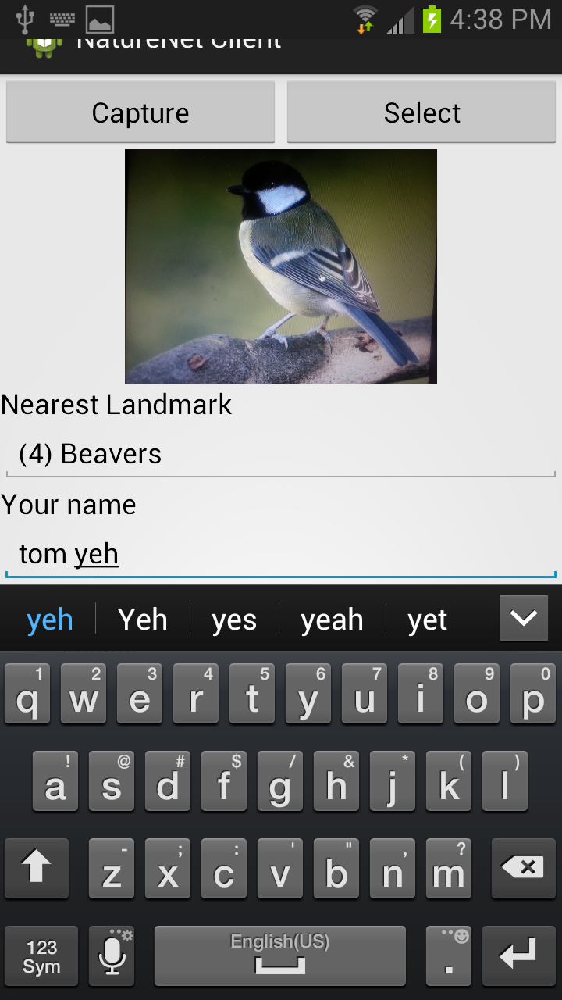 4:38 PM
NatureNet Client
Capture Select
Nearest Landmark
(4) Beavers
Your name
tom yeh
yeh Yeh yes yeah yet
1 2 3 4 5 6 7 8 9 0
q w e r t y u i o p
! @ # $ / & * ( )
a s d f g h j k l
- ; : ' " , ?
z x c v b n m
123 English(US)
Sym .